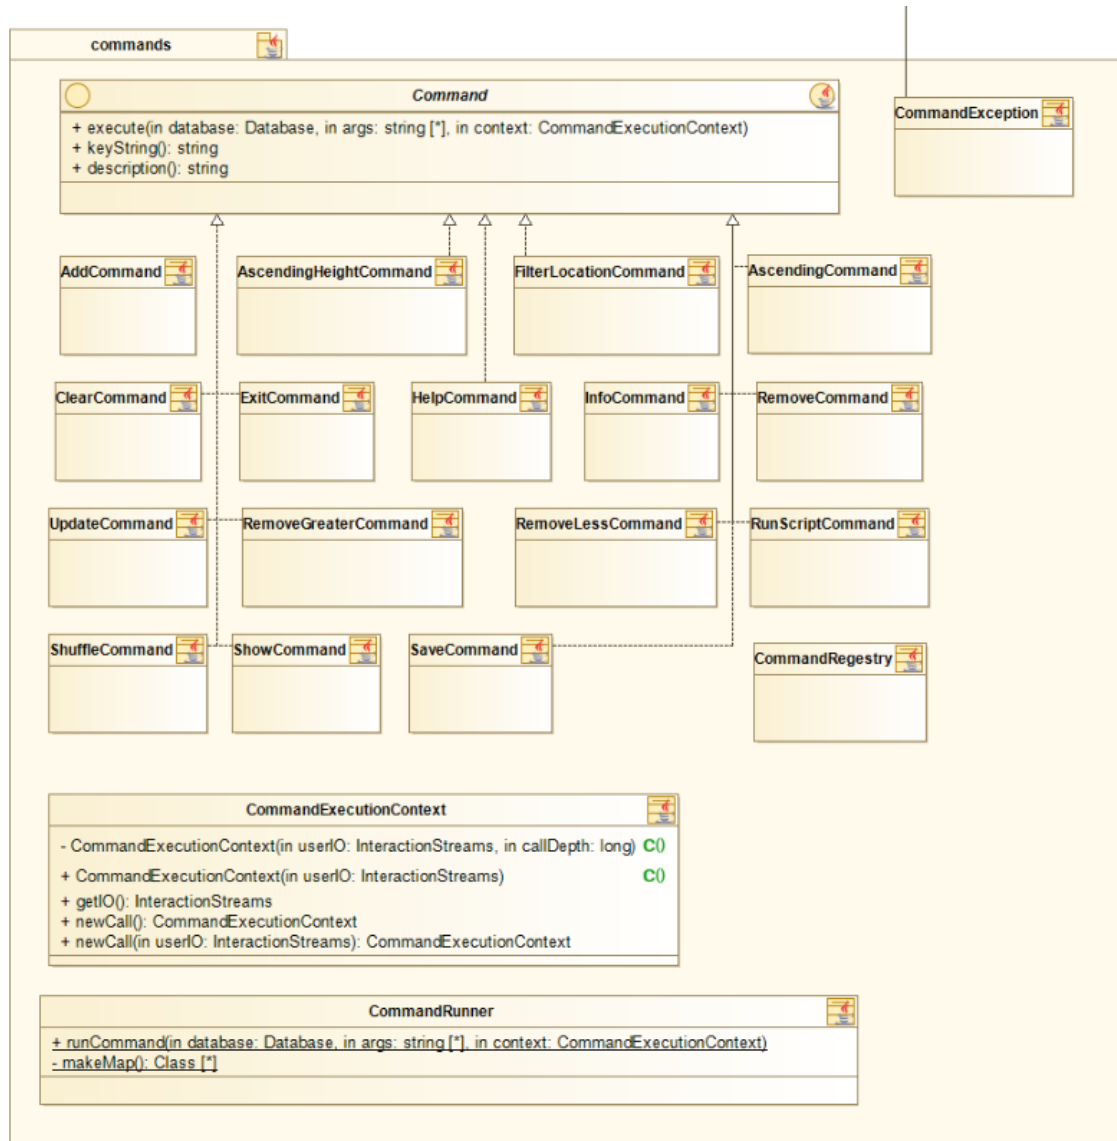 commands
Command
+ execute(in database: Database, in args: string [*], in context: CommandExecutionContext)
+ keyString(): string
+ description(): string
CommandException
AddCommand
AscendingHeightCommand
FilterLocationCommand
AscendingCommand
ClearCommand
ExitCommand
HelpCommand
InfoCommand
RemoveCommand
UpdateCommand
RemoveGreaterCommand
RemoveLessCommand
RunScriptCommand
ShuffleCommand
ShowCommand
SaveCommand
CommandRegestry
CommandExecutionContext
- CommandExecutionContext(in userIO: InteractionStreams, in callDepth: long) C()
+ CommandExecutionContext(in userIO: InteractionStreams) C()
+ getIO(): InteractionStreams
+ newCall(): CommandExecutionContext
+ newCall(in userIO: InteractionStreams): CommandExecutionContext
CommandRunner
+ runCommand(in database: Database, in args: string [*], in context: CommandExecutionContext)
- makeMap(): Class [*]